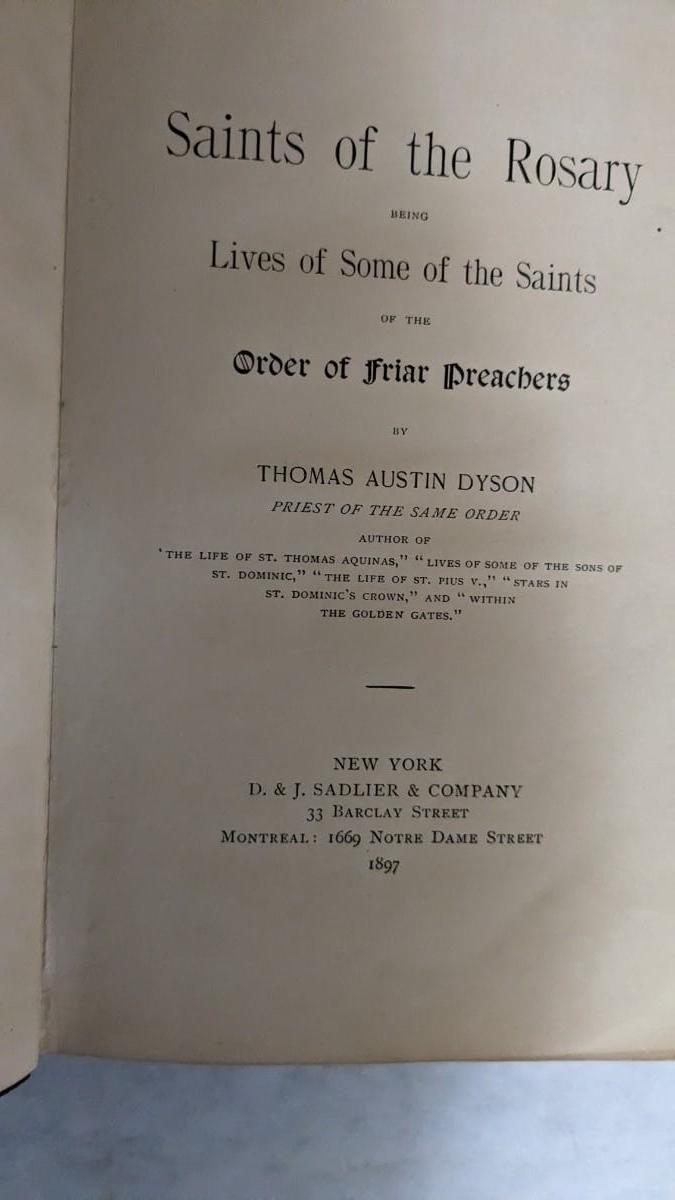 Saints of the Rosary
BEING
Lives of Some of the Saints
OF THE
Order of Friar Preachers
BY
THOMAS AUSTIN DYSON
PRIEST OF THE SAME ORDER
AUTHOR OF
'THE LIFE OF ST. THOMAS AQUINAS," "LIVES OF SOME OF THE SONS OF
ST. DOMINIC," "THE LIFE OF ST. PIUS V.," "STARS IN
ST. DOMINIC'S CROWN," AND "WITHIN
THE GOLDEN GATES."
NEW YORK
D. & J. SADLIER & COMPANY
33 BARCLAY STREET
MONTREAL: 1669 NOTRE DAME STREET
1897